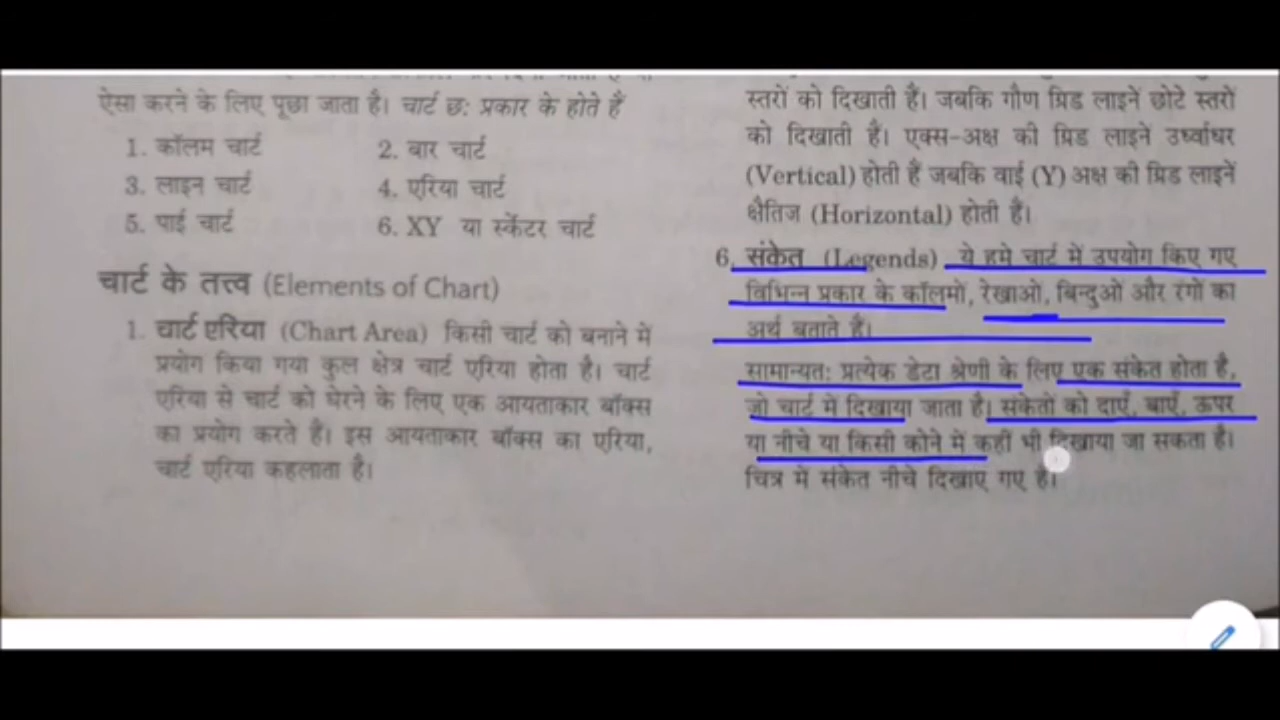 ऐसा करने के लिए पूछा जाता है। चार्ट छ: प्रकार के होते हैं
1. कॉलम चार्ट 2. बार चार्ट
3. लाइन चार्ट 4. एरिया चार्ट
5. पाई चार्ट 6. XY या स्केंटर चार्ट
चार्ट के तत्त्व (Elements of Chart)
1. चार्ट एरिया (Chart Area) किसी चार्ट को बनाने में
प्रयोग किया गया कुल क्षेत्र चार्ट एरिया होता है। चार्ट
एरिया से चार्ट को घेरने के लिए एक आयताकार बॉक्स
का प्रयोग करते हैं। इस आयताकार बॉक्स का एरिया,
चार्ट एरिया कहलाता है।
स्तरों को दिखाती हैं। जबकि गौण ग्रिड लाइनें छोटे स्तरों
को दिखाती हैं। एक्स-अक्ष की ग्रिड लाइनें उर्ध्वाधर
(Vertical) होती हैं जबकि वाई (Y) अक्ष की ग्रिड लाइनें
क्षैतिज (Horizontal) होती हैं।
6. संकेत (Legends) ये हमे चार्ट में उपयोग किए गए
विभिन्न प्रकार के कॉलमों, रेखाओं, बिन्दुओं और रंगों का
अर्थ बताते हैं।
सामान्यत: प्रत्येक डेटा श्रेणी के लिए एक संकेत होता है,
जो चार्ट में दिखाया जाता है। संकेतों को दाएँ, बाएँ, ऊपर
या नीचे या किसी कोने में कहीं भी दिखाया जा सकता है।
चित्र में संकेत नीचे दिखाए गए हैं।